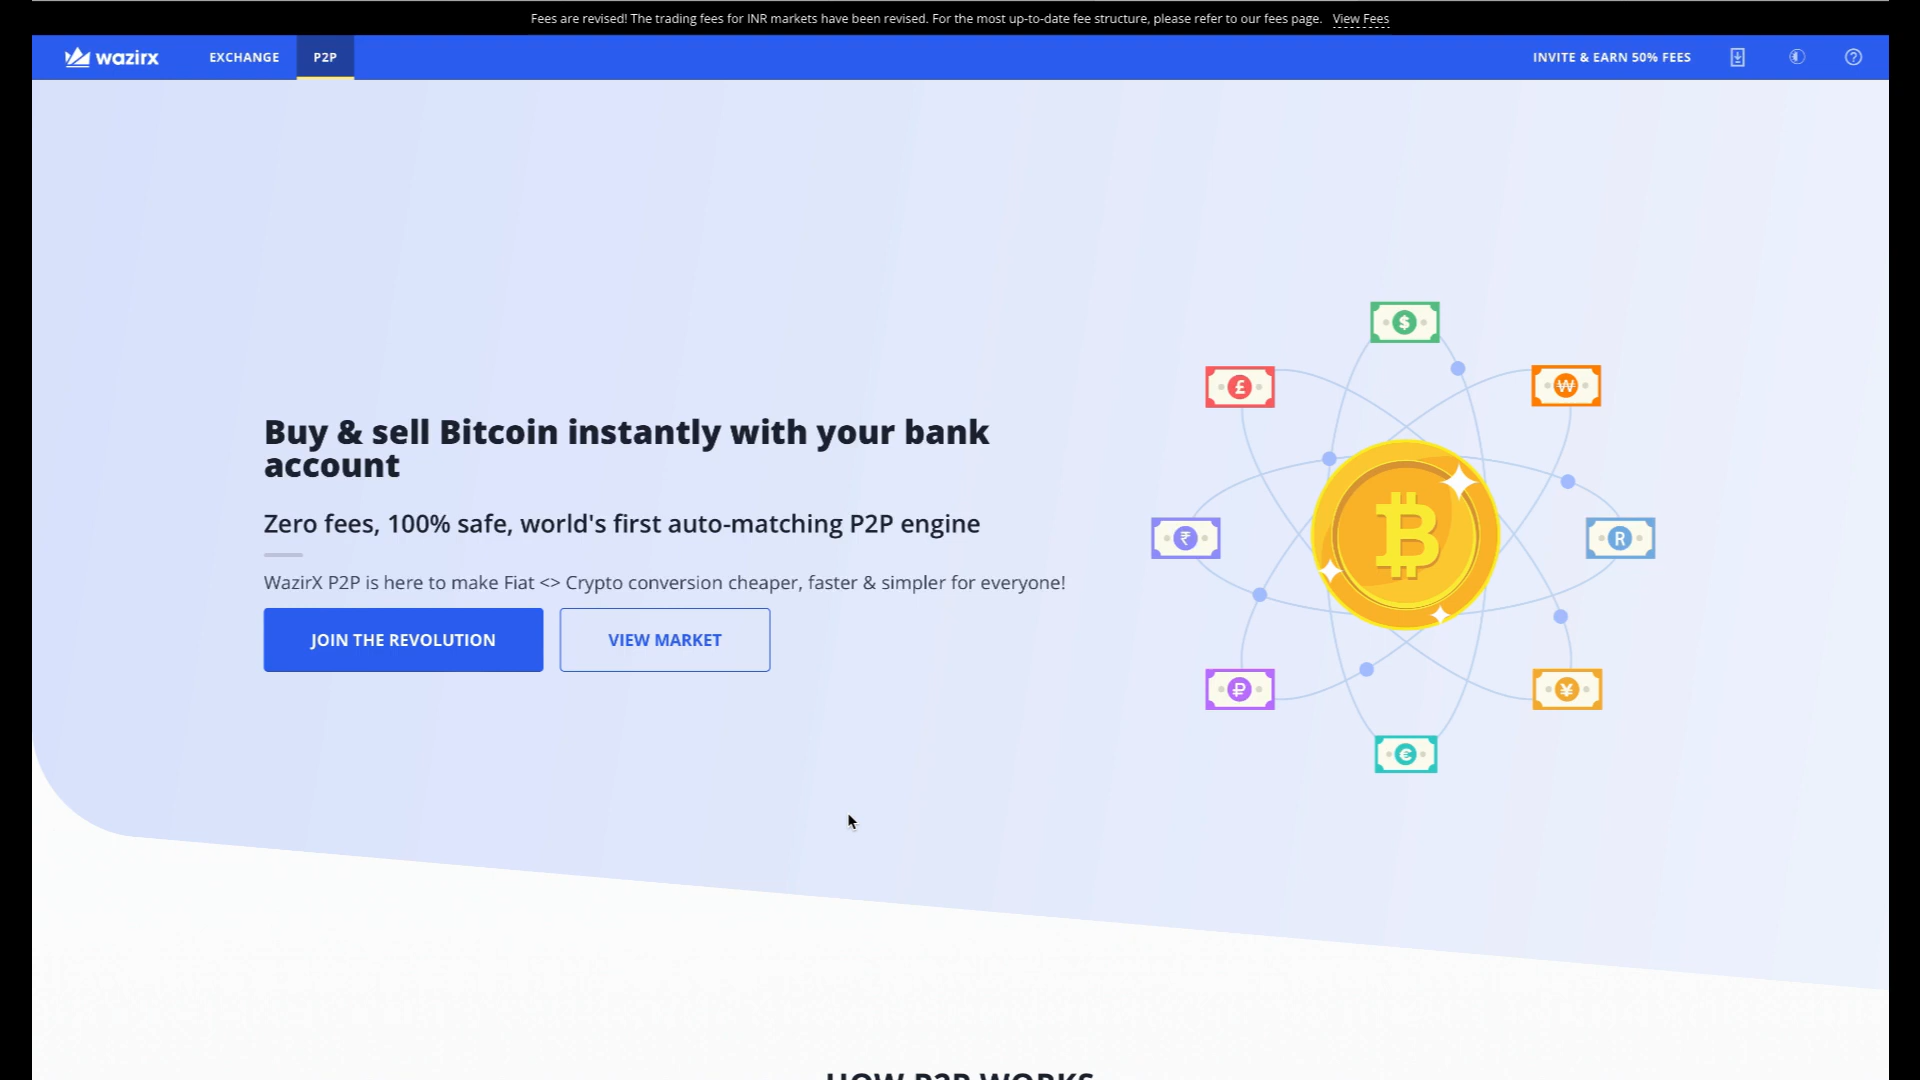 Fees are revised! The trading fees for INR markets have been revised. For the most up-to-date fee structure, please refer to our fees page. View Fees
wazirx EXCHANGE P2P INVITE & EARN 50% FEES
Buy & sell Bitcoin instantly with your bank
account
Zero fees, 100% safe, world's first auto-matching P2P engine
WazirX P2P is here to make Fiat <> Crypto conversion cheaper, faster & simpler for everyone!
JOIN THE REVOLUTION VIEW MARKET
$
£ ₩
₿
₹ R
₽ ¥
€
HOW P2P WORKS